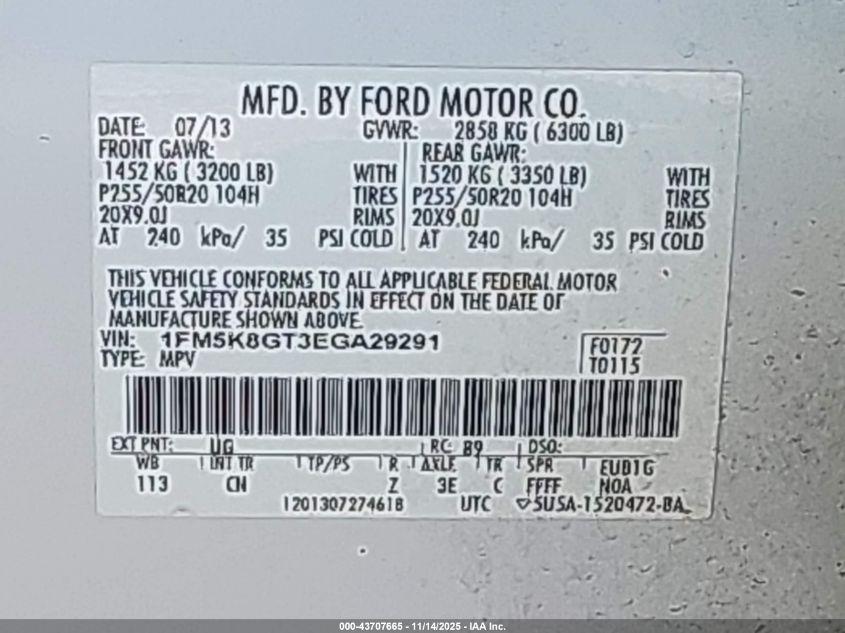 MFD. BY FORD MOTOR CO.
DATE: 07/13 GVWR: 2858 KG ( 6300 LB)
FRONT GAWR: REAR GAWR:
1452 KG ( 3200 LB) WITH 1520 KG ( 3350 LB) WITH
P255/50R20 104H TIRES P255/50R20 104H TIRES
20X9.0J RIMS 20X9.0J RIMS
AT 240 kPa/ 35 PSI COLD AT 240 kPa/ 35 PSI COLD
THIS VEHICLE CONFORMS TO ALL APPLICABLE FEDERAL MOTOR
VEHICLE SAFETY STANDARDS IN EFFECT ON THE DATE OF
MANUFACTURE SHOWN ABOVE.
VIN: 1FM5K8GT3EGA29291
TYPE: MPV
F0172
T0115
EXT PNT: UG RC: B9 DSO:
WB INT TR TP/PS R AXLE TR SPR EUD1G
113 CN Z 3E C FFFF NOA
1201307274618 UTC ▽5U5A-1520472-BA
000-43707665 - 11/14/2025 - IAA Inc.